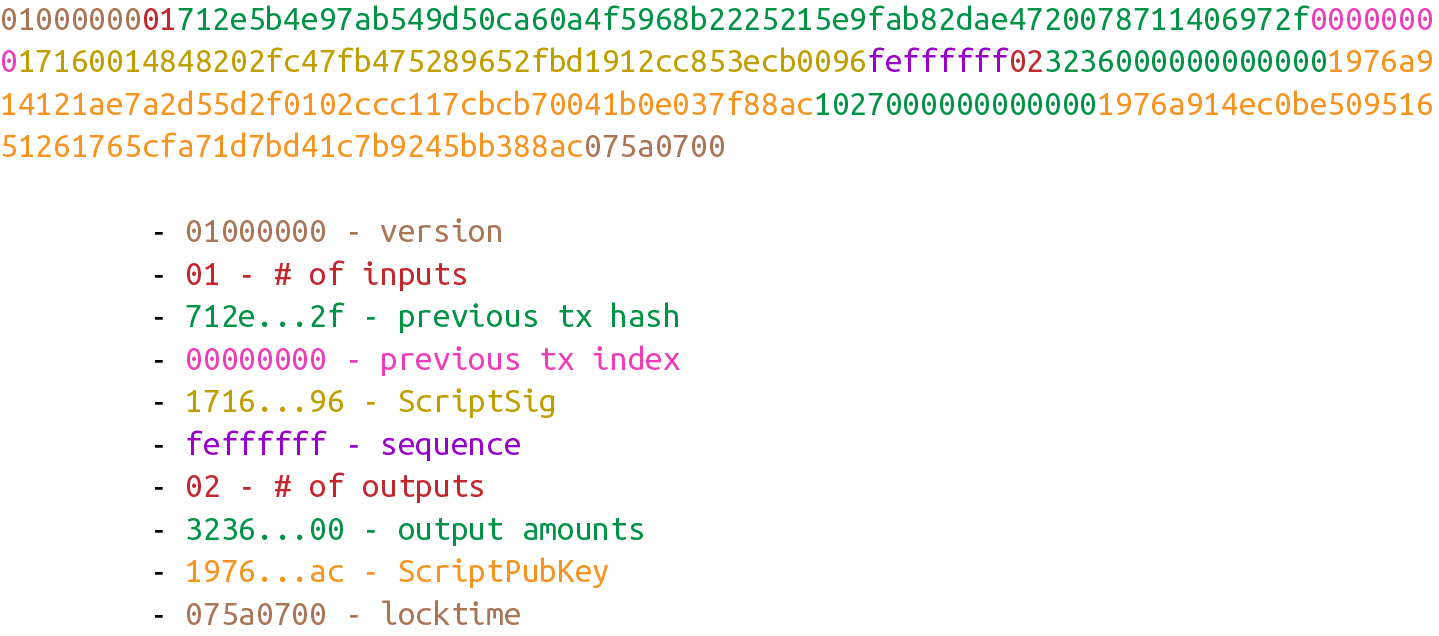 0100000001712e5b4e97ab549d50ca60a4f5968b2225215e9fab82dae4720078711406972f0000000
017160014848202fc47fb475289652fbd1912cc853ecb0096feffffff0232360000000000001976a9
14121ae7a2d55d2f0102ccc117cbcb70041b0e037f88ac10270000000000001976a914ec0be509516
51261765cfa71d7bd41c7b9245bb388ac075a0700
- 01000000 - version
- 01 - # of inputs
- 712e...2f - previous tx hash
- 00000000 - previous tx index
- 1716...96 - ScriptSig
- feffffff - sequence
- 02 - # of outputs
- 3236...00 - output amounts
- 1976...ac - ScriptPubKey
- 075a0700 - locktime